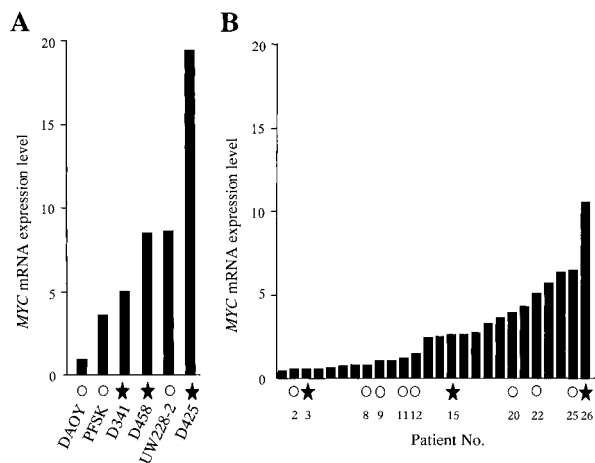 A
MYC mRNA expression level
20
15
10
5
0
DAOY
PFSK
D341
D458
UW228-2
D425
B
MYC mRNA expression level
20
15
10
5
0
2 3 8 9 11 12 15 20 22 25 26
Patient No.